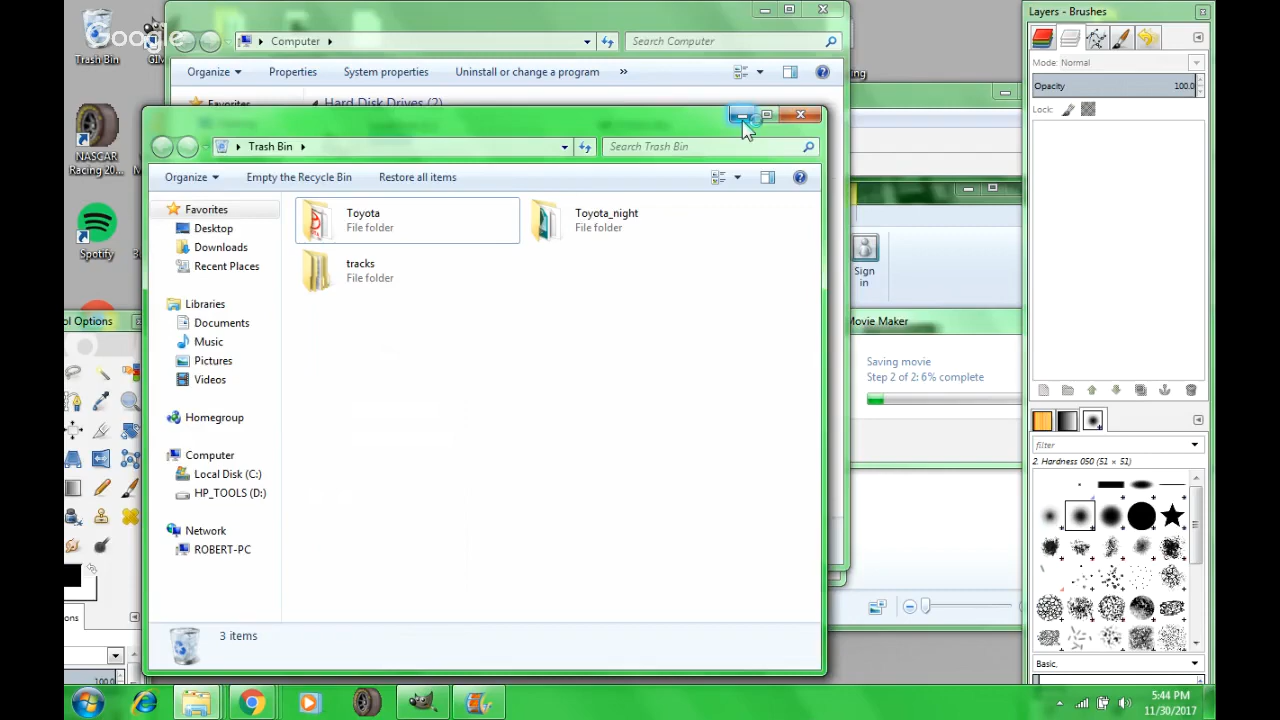 Google
Trash Bin
NASCAR
Racing 20...
Spotify
Computer
Search Computer
Organize
Properties
System properties
Uninstall or change a program
»
Favorites
Hard Disk Drives (2)
Trash Bin
Search Trash Bin
Organize
Empty the Recycle Bin
Restore all items
Favorites
Desktop
Downloads
Recent Places
Libraries
Documents
Music
Pictures
Videos
Homegroup
Computer
Local Disk (C:)
HP_TOOLS (D:)
Network
ROBERT-PC
Toyota
File folder
Toyota_night
File folder
tracks
File folder
3 items
Sign
in
Movie Maker
Saving movie
Step 2 of 2: 6% complete
ol Options
ons
100.0
Layers - Brushes
Mode: Normal
Opacity
100.0
Lock:
filter
2. Hardness 050 (51 × 51)
Basic,
5:44 PM
11/30/2017